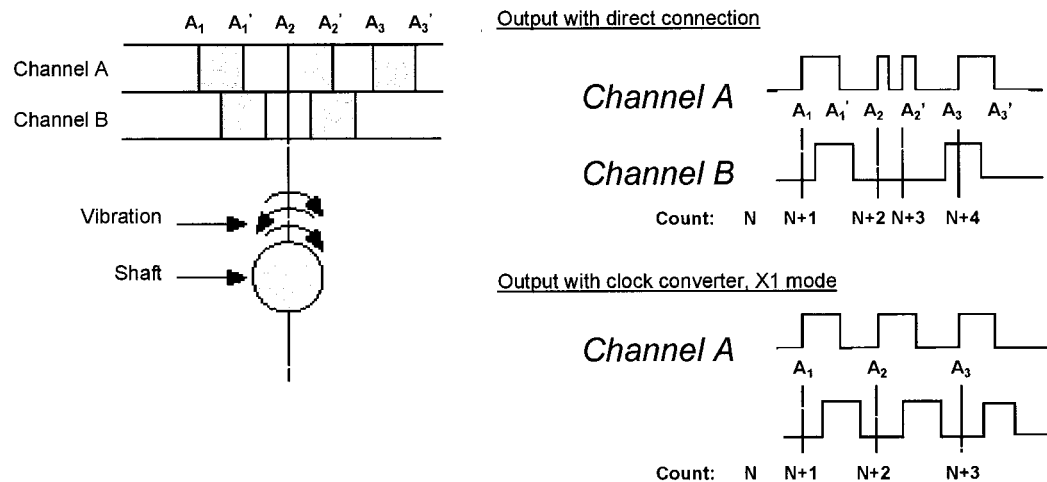 A1 A1' A2 A2' A3 A3'
Channel A
Channel B
Vibration
Shaft
Output with direct connection
Channel A
A1 A1' A2 A2' A3 A3'
Channel B
Count: N N+1 N+2 N+3 N+4
Output with clock converter, X1 mode
Channel A
A1 A2 A3
Count: N N+1 N+2 N+3